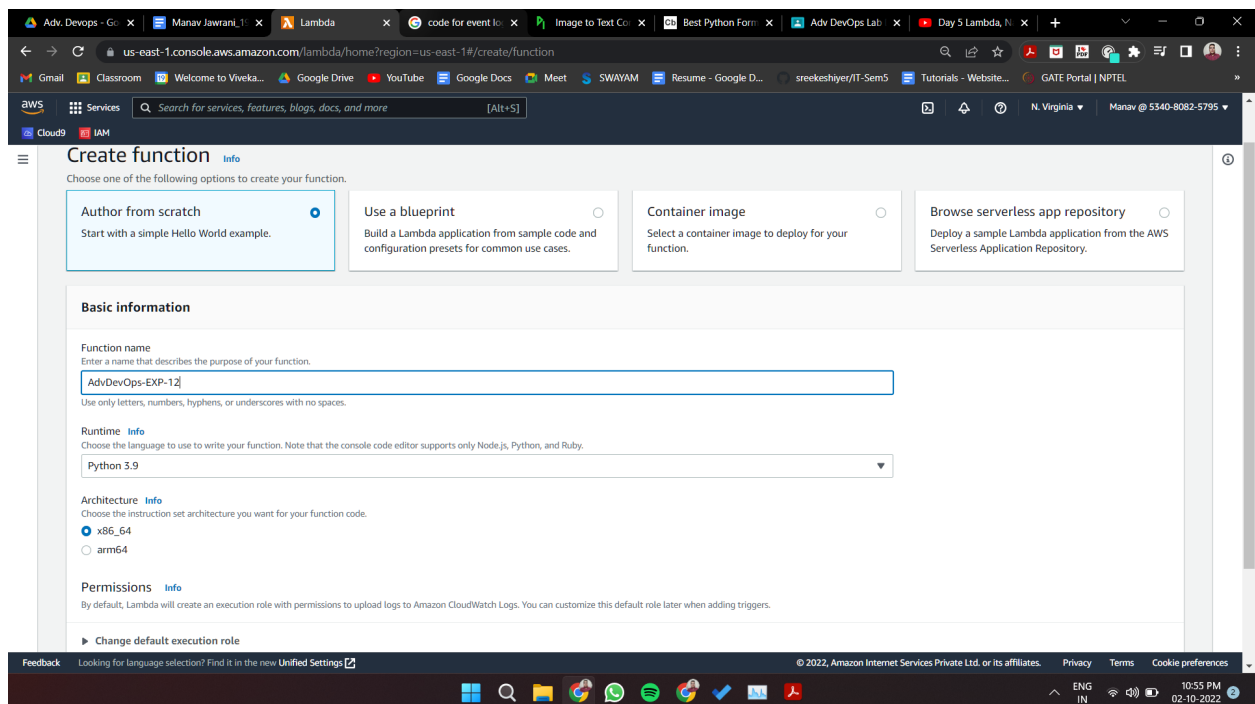 Adv. Devops - Go
Manav Jawrani_19
Lambda
code for event lo
Image to Text Co
Best Python Form
Adv DevOps Lab
Day 5 Lambda, N
us-east-1.console.aws.amazon.com/lambda/home?region=us-east-1#/create/function
Gmail
Classroom
Welcome to Viveka...
Google Drive
YouTube
Google Docs
Meet
SWAYAM
Resume - Google D...
sreekeshiyer/IT-Sem5
Tutorials - Website...
GATE Portal | NPTEL
»
aws
Services
Search for services, features, blogs, docs, and more
[Alt+S]
N. Virginia
Manav @ 5340-8082-5795
Cloud9
IAM
Create function Info
Choose one of the following options to create your function.
Author from scratch
Start with a simple Hello World example.
Use a blueprint
Build a Lambda application from sample code and
configuration presets for common use cases.
Container image
Select a container image to deploy for your
function.
Browse serverless app repository
Deploy a sample Lambda application from the AWS
Serverless Application Repository.
Basic information
Function name
Enter a name that describes the purpose of your function.
AdvDevOps-EXP-12
Use only letters, numbers, hyphens, or underscores with no spaces.
Runtime Info
Choose the language to use to write your function. Note that the console code editor supports only Node.js, Python, and Ruby.
Python 3.9
Architecture Info
Choose the instruction set architecture you want for your function code.
x86_64
arm64
Permissions Info
By default, Lambda will create an execution role with permissions to upload logs to Amazon CloudWatch Logs. You can customize this default role later when adding triggers.
Change default execution role
Feedback
Looking for language selection? Find it in the new Unified Settings
© 2022, Amazon Internet Services Private Ltd. or its affiliates.
Privacy
Terms
Cookie preferences
ENG
IN
10:55 PM
02-10-2022
2